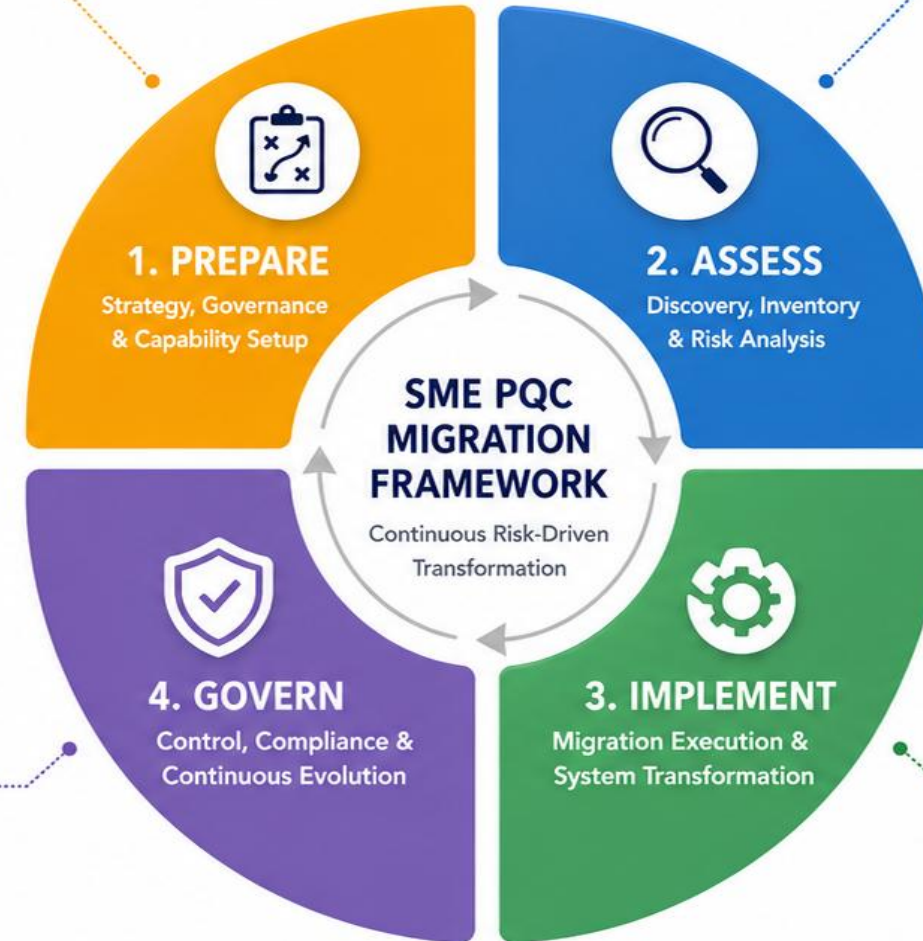 1. PREPARE
Strategy, Governance
& Capability Setup
2. ASSESS
Discovery, Inventory
& Risk Analysis
SME PQC
MIGRATION
FRAMEWORK
Continuous Risk-Driven
Transformation
4. GOVERN
Control, Compliance &
Continuous Evolution
3. IMPLEMENT
Migration Execution &
System Transformation